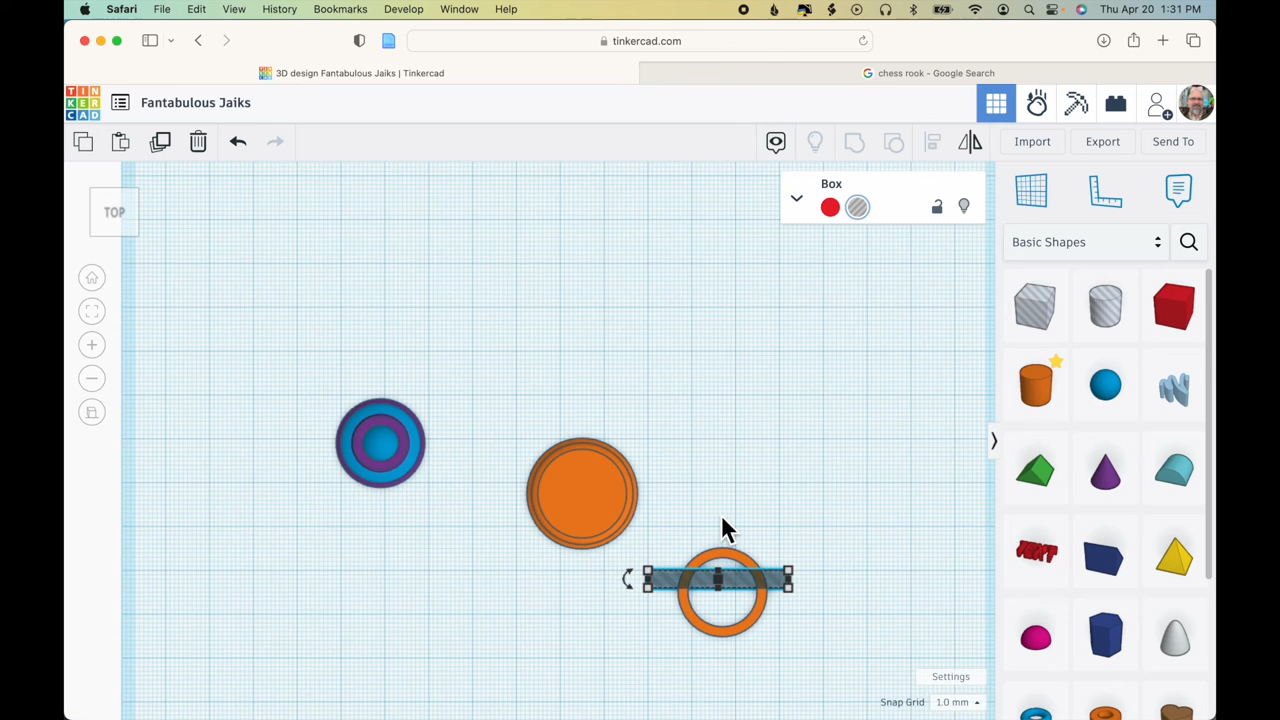 Safari File Edit View History Bookmarks Develop Window Help Thu Apr 20 1:31 PM
tinkercad.com
3D design Fantabulous Jaiks | Tinkercad
chess rook - Google Search
TIN
KER
CAD
Fantabulous Jaiks
Import
Export
Send To
Box
TOP
Basic Shapes
TEXT
Settings
Snap Grid 1.0 mm